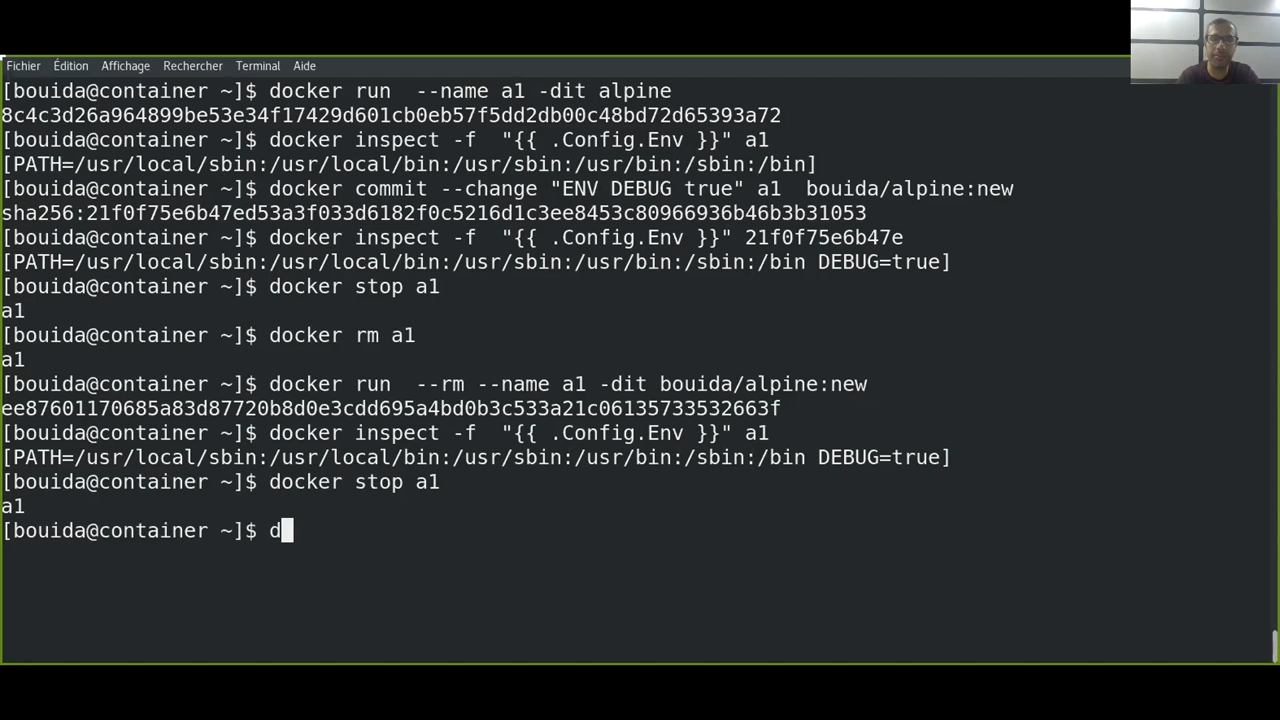 Fichier Édition Affichage Rechercher Terminal Aide
[bouida@container ~]$ docker run  --name a1 -dit alpine
8c4c3d26a964899be53e34f17429d601cb0eb57f5dd2db00c48bd72d65393a72
[bouida@container ~]$ docker inspect -f  "{{ .Config.Env }}" a1
[PATH=/usr/local/sbin:/usr/local/bin:/usr/sbin:/usr/bin:/sbin:/bin]
[bouida@container ~]$ docker commit --change "ENV DEBUG true" a1  bouida/alpine:new
sha256:21f0f75e6b47ed53a3f033d6182f0c5216d1c3ee8453c80966936b46b3b31053
[bouida@container ~]$ docker inspect -f  "{{ .Config.Env }}" 21f0f75e6b47e
[PATH=/usr/local/sbin:/usr/local/bin:/usr/sbin:/usr/bin:/sbin:/bin DEBUG=true]
[bouida@container ~]$ docker stop a1
a1
[bouida@container ~]$ docker rm a1
a1
[bouida@container ~]$ docker run  --rm --name a1 -dit bouida/alpine:new
ee87601170685a83d87720b8d0e3cdd695a4bd0b3c533a21c06135733532663f
[bouida@container ~]$ docker inspect -f  "{{ .Config.Env }}" a1
[PATH=/usr/local/sbin:/usr/local/bin:/usr/sbin:/usr/bin:/sbin:/bin DEBUG=true]
[bouida@container ~]$ docker stop a1
a1
[bouida@container ~]$ d